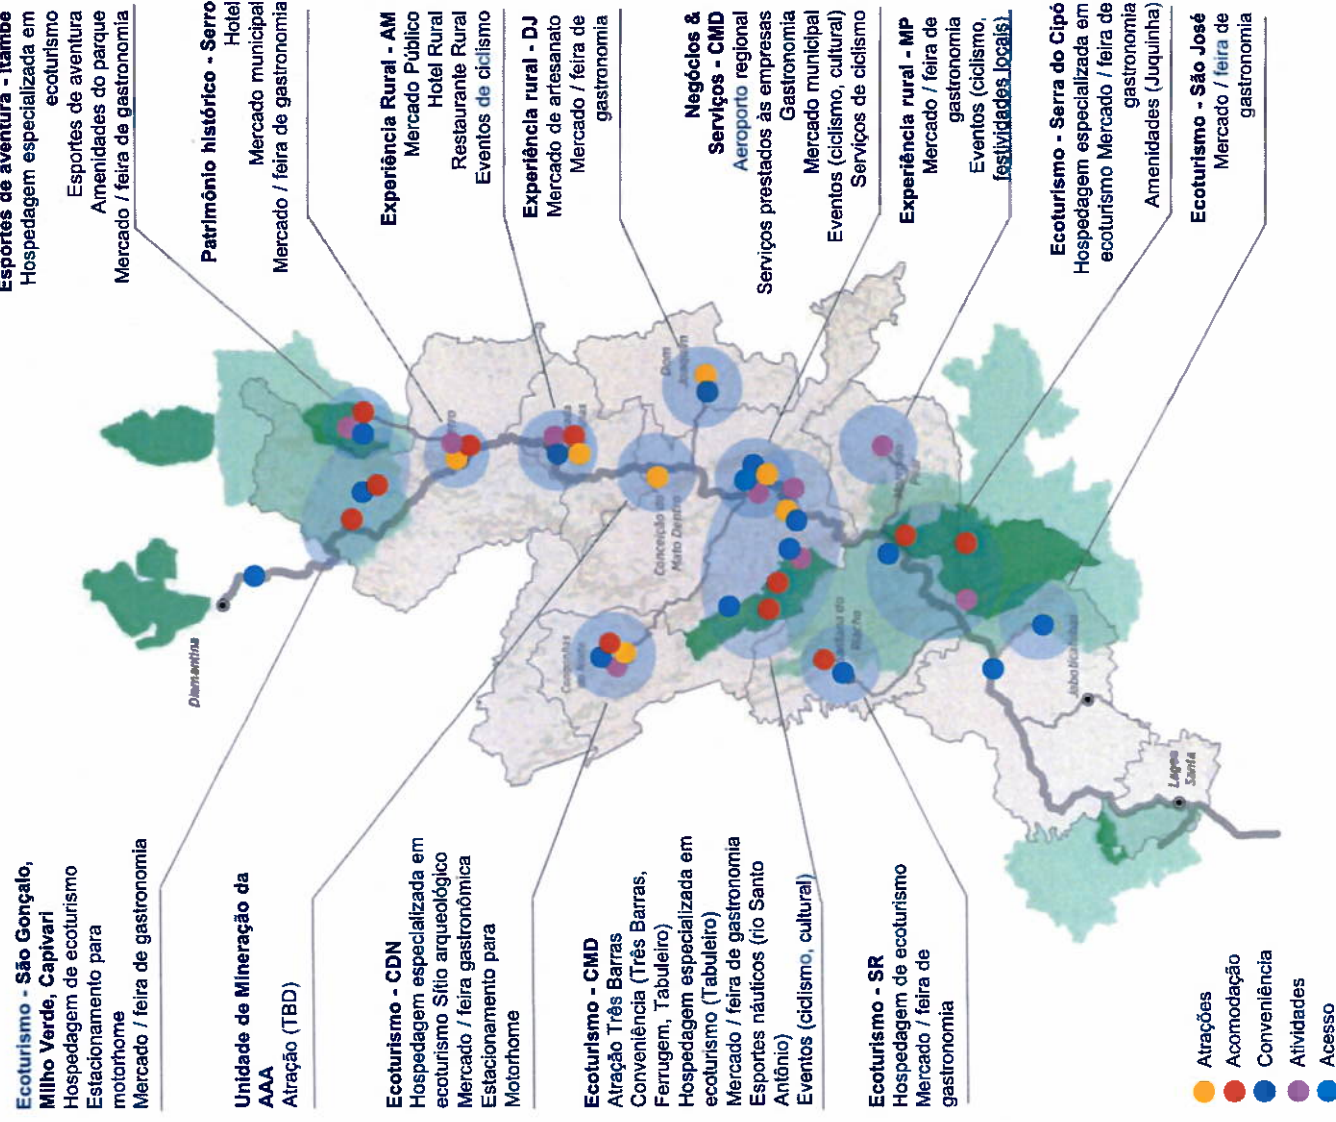 Ecoturismo - São Gonçalo,
Milho Verde, Capivari
Hospedagem de ecoturismo
Estacionamento para
motorhome
Mercado / feira de gastronomia
Unidade de Mineração da
AAA
Atração (TBD)
Ecoturismo - CDN
Hospedagem especializada em
ecoturismo Sítio arqueológico
Mercado / feira gastronômica
Estacionamento para
Motorhome
Ecoturismo - CMD
Atração Três Barras
Conveniência (Três Barras,
Ferrugem, Tabuleiro)
Hospedagem especializada em
ecoturismo (Tabuleiro)
Mercado / feira de gastronomia
Esportes náuticos (rio Santo
Antônio)
Eventos (ciclismo, cultural)
Ecoturismo - SR
Hospedagem de ecoturismo
Mercado / feira de
gastronomia
Atrações
Acomodação
Conveniência
Atividades
Acesso
Diamantina
Conceição do
Mato Dentro
Dom
Joaquim
Jaboticatubas
Lagoa
Santa
Esportes de aventura - Itambé
Hospedagem especializada em
ecoturismo
Esportes de aventura
Amenidades do parque
Mercado / feira de gastronomia
Patrimônio histórico - Serro
Hotel
Mercado municipal
Mercado / feira de gastronomia
Experiência Rural - AM
Mercado Público
Hotel Rural
Restaurante Rural
Eventos de ciclismo
Experiência rural - DJ
Mercado de artesanato
Mercado / feira de
gastronomia
Negócios &
Serviços - CMD
Aeroporto regional
Serviços prestados às empresas
Gastronomia
Mercado municipal
Eventos (ciclismo, cultural)
Serviços de ciclismo
Experiência rural - MP
Mercado / feira de
gastronomia
Eventos (ciclismo,
festividades locais)
Ecoturismo - Serra do Cipó
Hospedagem especializada em
ecoturismo Mercado / feira de
gastronomia
Amenidades (Juquinha)
Ecoturismo - São José
Mercado / feira de
gastronomia